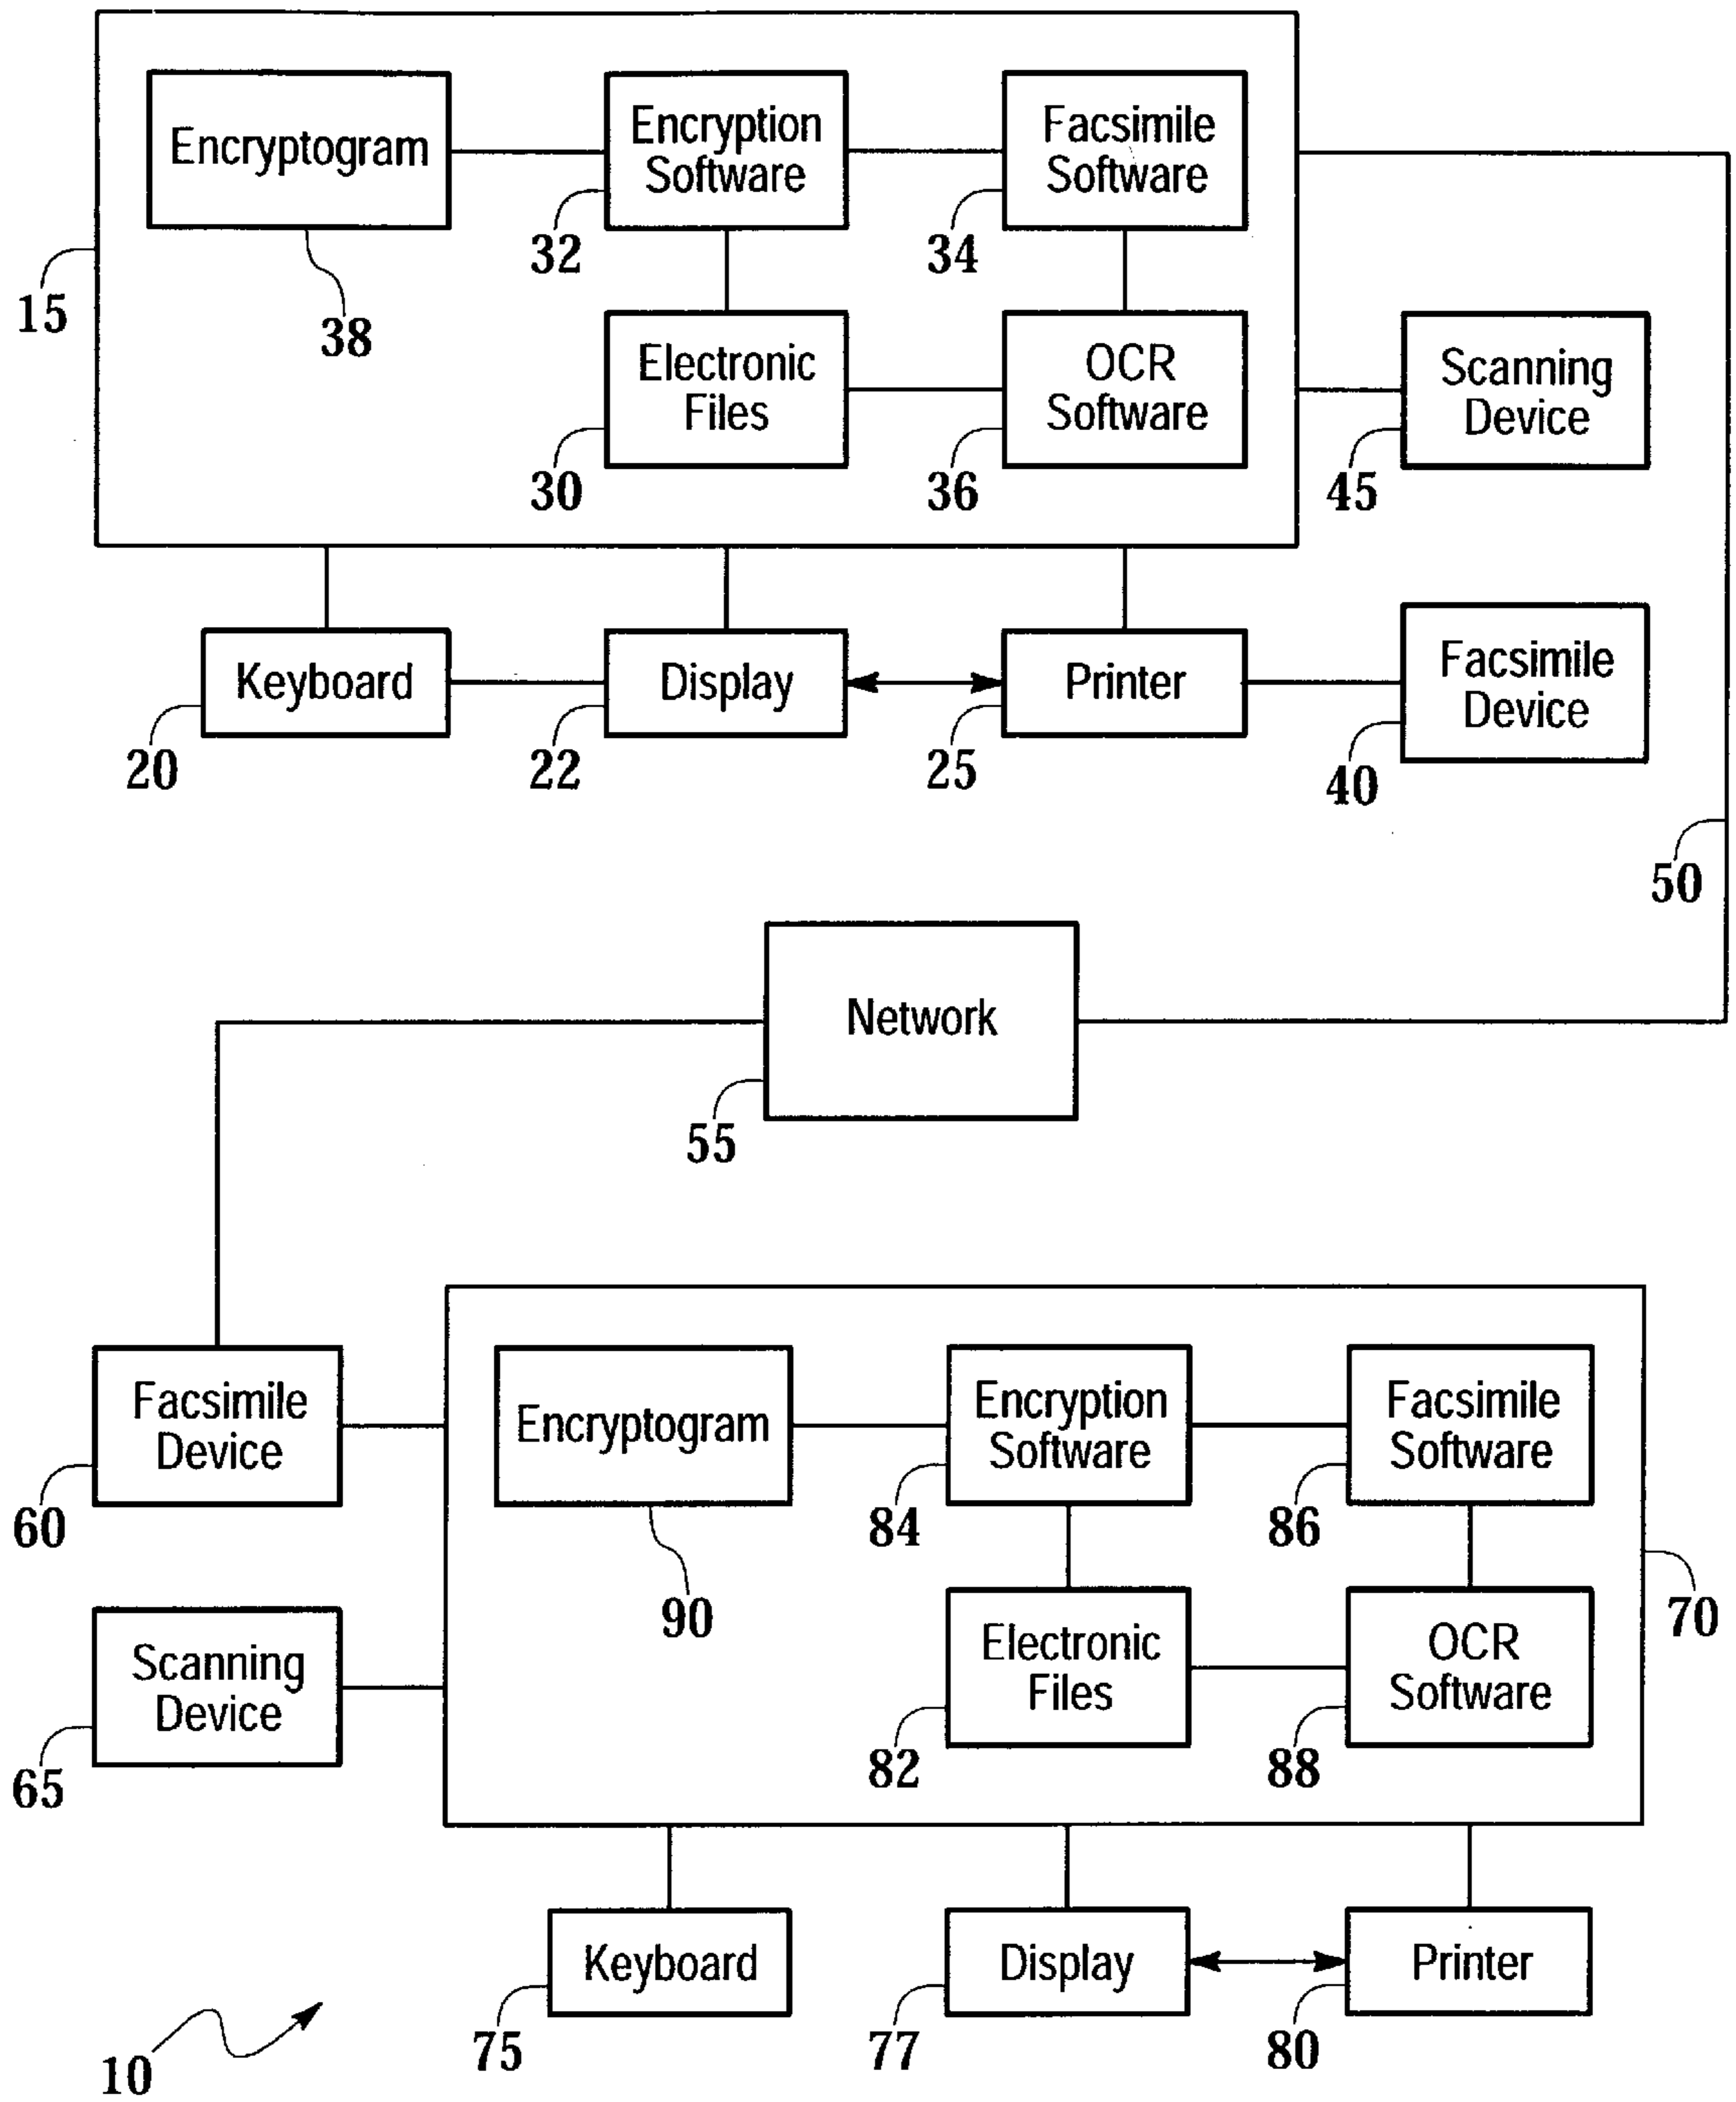 Encryptogram
Encryption
Software
Facsimile
Software
32
34
15
38
Electronic
Files
OCR
Software
Scanning
Device
30
36
45
Keyboard
Display
Printer
Facsimile
Device
20
22
25
40
50
Network
55
Facsimile
Device
Encryptogram
Encryption
Software
Facsimile
Software
60
84
86
90
70
Scanning
Device
Electronic
Files
OCR
Software
65
82
88
Keyboard
Display
Printer
75
77
80
10